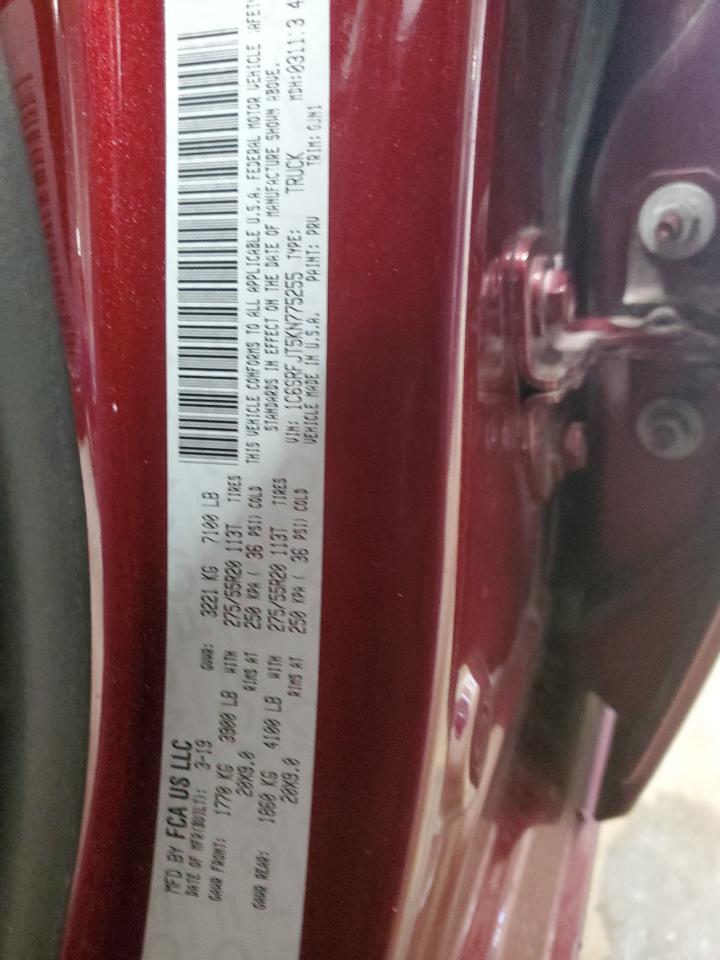 MFD BY FCA US LLC
DATE OF MFR(BUILT): 3-19 GVWR: 3221 KG 7100 LB
GAWR FRONT: 1770 KG 3900 LB WITH 275/55R20 113T TIRES
20X9.0 RIMS AT 250 KPA ( 36 PSI) COLD
GAWR REAR: 1860 KG 4100 LB WITH 275/55R20 113T TIRES
20X9.0 RIMS AT 250 KPA ( 36 PSI) COLD
THIS VEHICLE CONFORMS TO ALL APPLICABLE U.S.A. FEDERAL MOTOR VEHICLE
STANDARDS IN EFFECT ON THE DATE OF MANUFACTURE SHOWN ABOVE.
VIN: 1C6SRFJT5KN775255 TYPE: TRUCK MDH:
VEHICLE MADE IN U.S.A. PAINT: PRV TRIM: GJN1